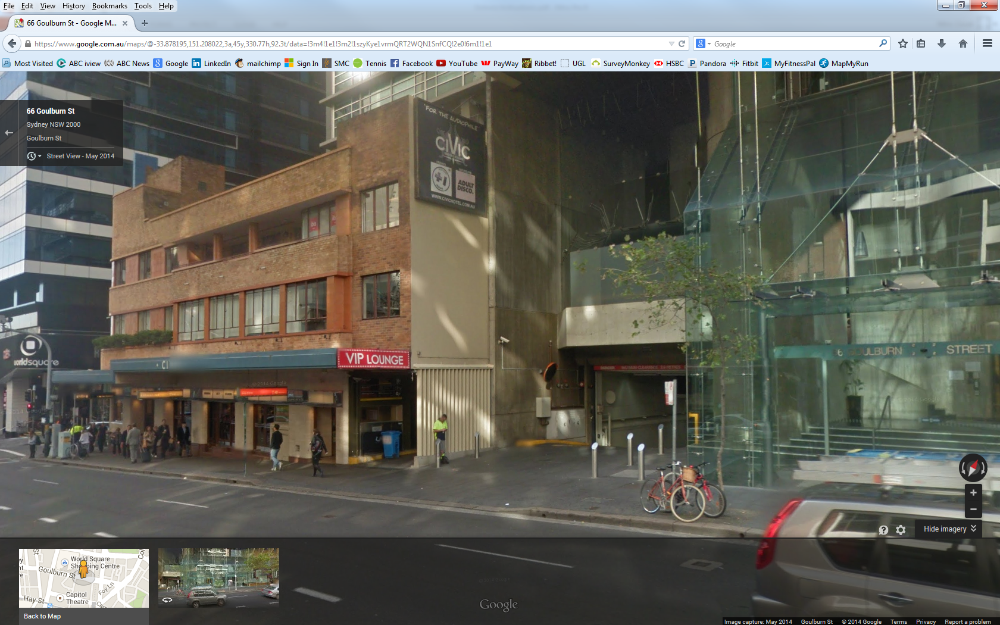 File Edit View History Bookmarks Tools Help
66 Goulburn St - Google M...
https://www.google.com.au/maps/@-33.878195,151.208022,3a,45y,330.77h,92.3t/data=!3m4!1e1!3m2!1szyKye1vrmQRT2WQN1SnfCQ!2e0!6m1!1e1
Google
Most Visited ABC iview ABC News Google LinkedIn mailchimp Sign In SMC Tennis Facebook YouTube PayWay Ribbet! UGL SurveyMonkey HSBC Pandora Fitbit MyFitnessPal MapMyRun
66 Goulburn St
Sydney NSW 2000
Goulburn St
Street View - May 2014
"FOR THE AUDIOPHILE"
CIVIC
+1
ADULT
DISCO.
WWW.CIVICHOTEL.COM.AU
worldsquare
CI
VIP LOUNGE
GOULBURN STREET
Hide imagery
World Square
Shopping Centre
Goulburn St
Foy Ln
Hay St
Capitol
Theatre
Back to Map
Google
Image capture: May 2014 Goulburn St © 2014 Google Terms Privacy Report a problem